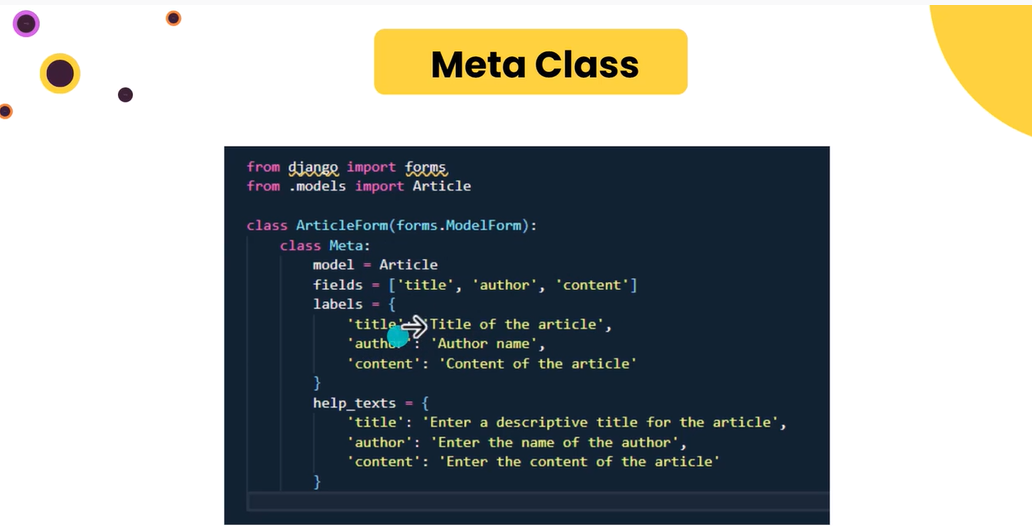 Meta Class
from django import forms
from .models import Article
class ArticleForm(forms.ModelForm):
class Meta:
model = Article
fields = ['title', 'author', 'content']
labels = {
'title': 'Title of the article',
'author': 'Author name',
'content': 'Content of the article'
}
help_texts = {
'title': 'Enter a descriptive title for the article',
'author': 'Enter the name of the author',
'content': 'Enter the content of the article'
}